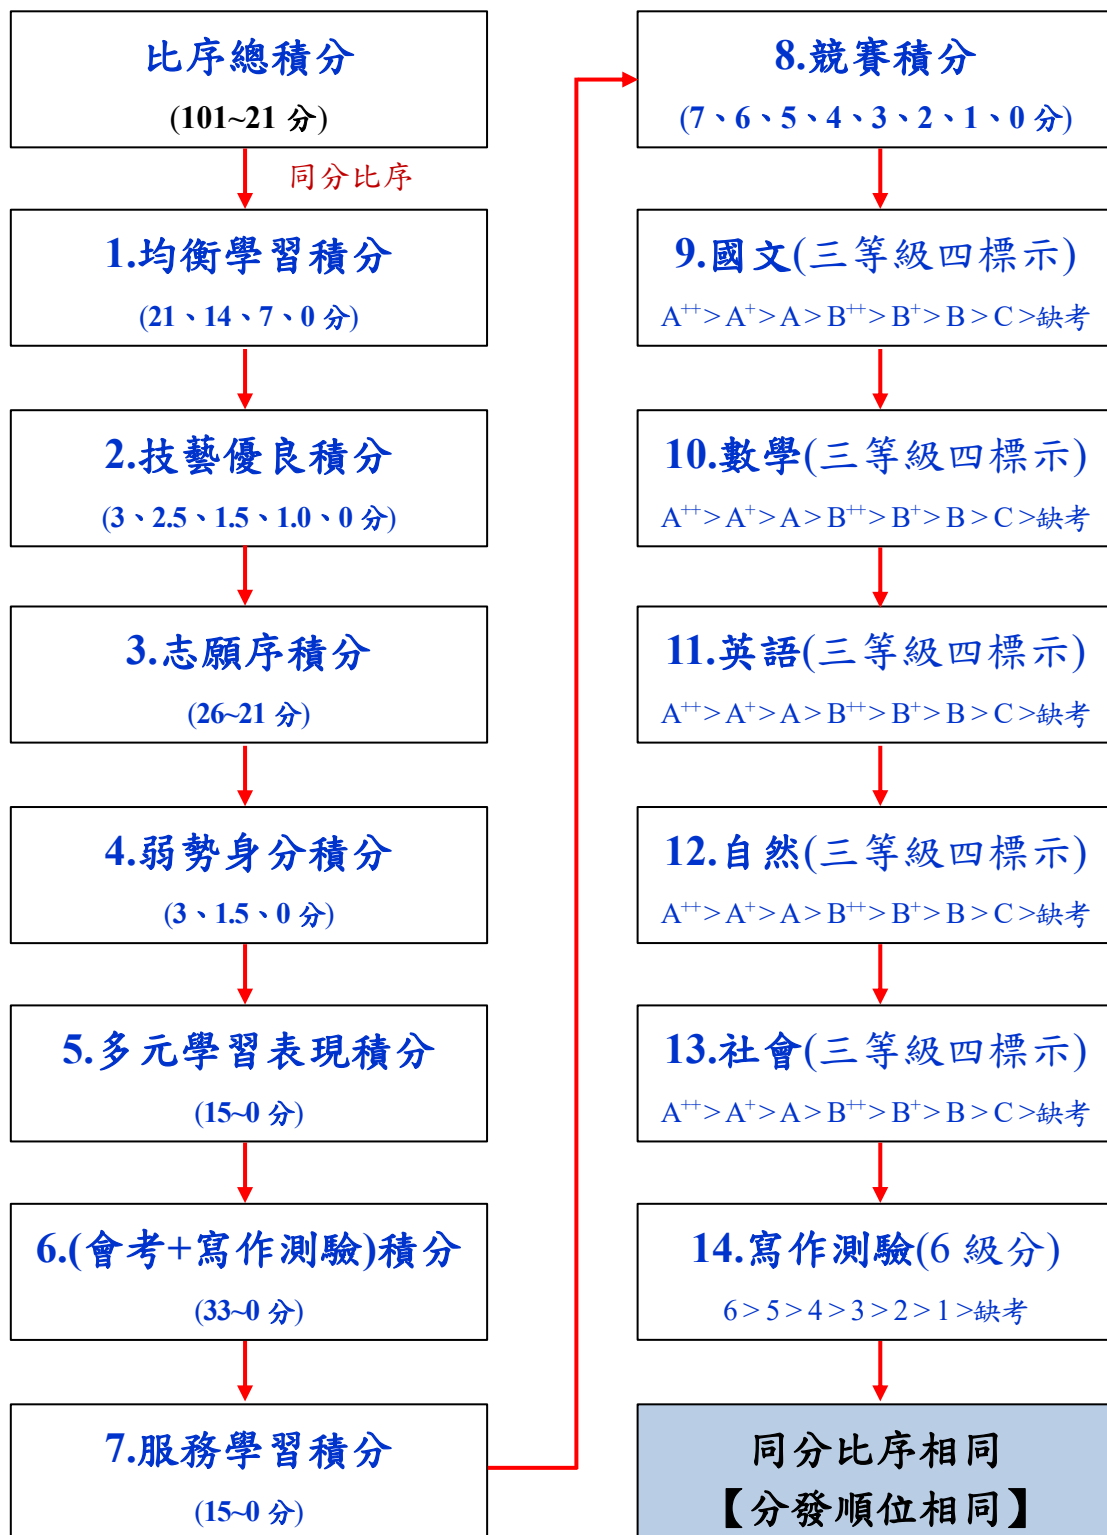 比序總積分
(101~21 分)
同分比序
1.均衡學習積分
(21、14、7、0 分)
2.技藝優良積分
(3、2.5、1.5、1.0、0 分)
3.志願序積分
(26~21 分)
4.弱勢身分積分
(3、1.5、0 分)
5.多元學習表現積分
(15~0 分)
6.(會考+寫作測驗)積分
(33~0 分)
7.服務學習積分
(15~0 分)
8.競賽積分
(7、6、5、4、3、2、1、0 分)
9.國文(三等級四標示)
A⁺⁺>A⁺>A>B⁺⁺>B⁺>B>C>缺考
10.數學(三等級四標示)
A⁺⁺>A⁺>A>B⁺⁺>B⁺>B>C>缺考
11.英語(三等級四標示)
A⁺⁺>A⁺>A>B⁺⁺>B⁺>B>C>缺考
12.自然(三等級四標示)
A⁺⁺>A⁺>A>B⁺⁺>B⁺>B>C>缺考
13.社會(三等級四標示)
A⁺⁺>A⁺>A>B⁺⁺>B⁺>B>C>缺考
14.寫作測驗(6 級分)
6>5>4>3>2>1>缺考
同分比序相同
【分發順位相同】